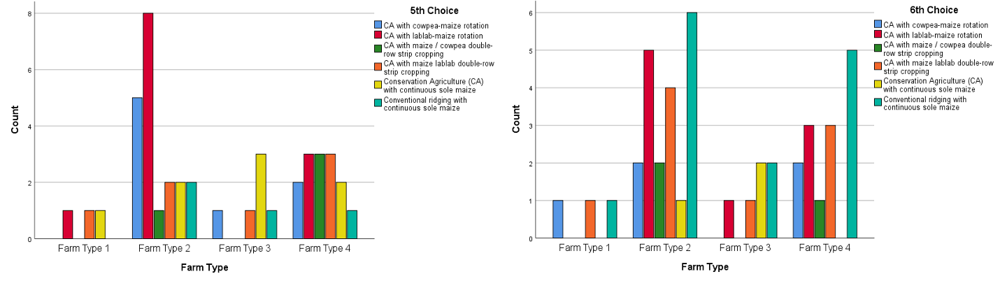 5th Choice
CA with cowpea-maize rotation
CA with lablab-maize rotation
CA with maize / cowpea double-
row strip cropping
CA with maize lablab double-row
strip cropping
Conservation Agriculture (CA)
with continuous sole maize
Conventional ridging with
continuous sole maize
Count
8
6
4
2
0
Farm Type 1
Farm Type 2
Farm Type 3
Farm Type 4
Farm Type
6th Choice
CA with cowpea-maize rotation
CA with lablab-maize rotation
CA with maize / cowpea double-
row strip cropping
CA with maize lablab double-row
strip cropping
Conservation Agriculture (CA)
with continuous sole maize
Conventional ridging with
continuous sole maize
Count
6
5
4
3
2
1
0
Farm Type 1
Farm Type 2
Farm Type 3
Farm Type 4
Farm Type